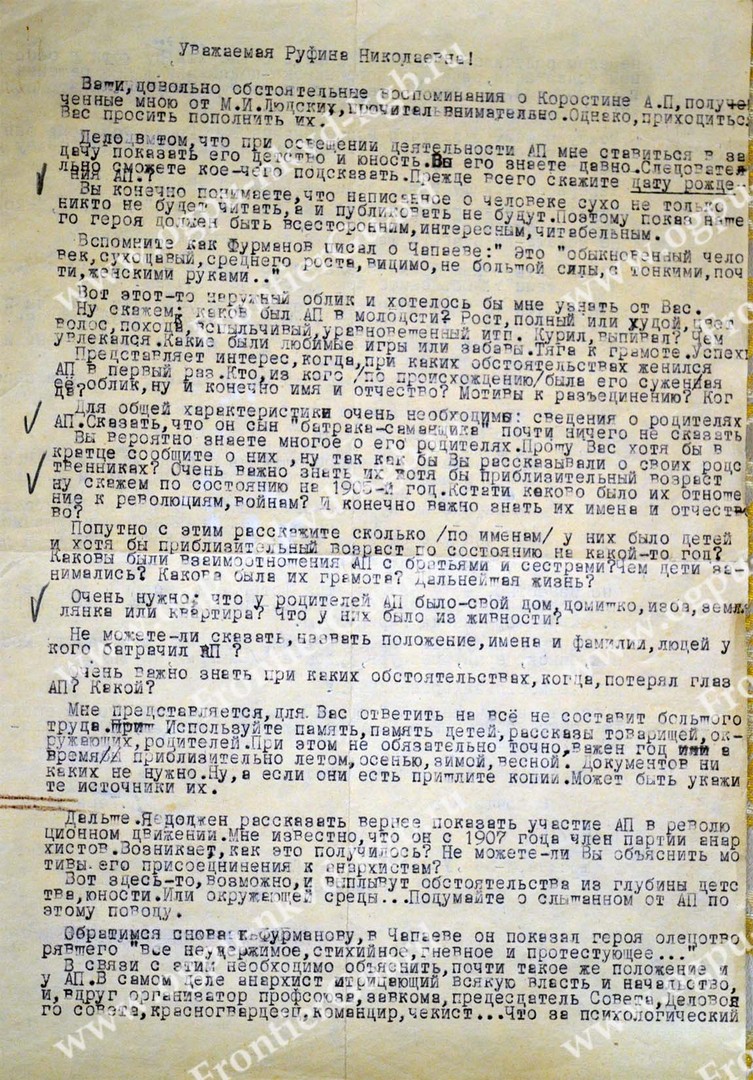 Уважаемая Руфина Николаевна!
Ваши, довольно обстоятельные воспоминания о Коростине А.П, получен
ченные мною от М.И.Людских, прочитал внимательно. Однако, приходиться
Вас просить пополнить их.
Дело в том, что при освещении деятельности АП мне ставиться в за
дачу показать его детство и юность. Вы его знаете давно. Следовател
льно сможете кое-чего подсказать. Прежде всего скажите дату рожде-
ния АП.?
Вы конечно понимаете, что написанное о человеке сухо не только
никто не будет читать, а и публиковать не будут. Поэтому показ наше
го героя должен быть всесторонним, интересным, читабельным.
Вспомните как Фурманов писал о Чапаеве:" Это "обыкновенный чело
век, сухощавый, среднего роста, видимо, не большой силы, с тонкими, поч
ти, женскими руками.."
Вот этот-то наружный облик и хотелось бы мне узнать от Вас.
Ну скажем: каков был АП в молодсти? Рост, полный или худой, цвет
волос, похода, вспыльчивый, уравновешенный итп. Курил, выпивал? Чем
увлекался. Какие были любимые игры или забавы. Тяга к грамоте. Успехи
Представляет интерес, когда, при каких обстоятельствах женился
АП в первый раз. Кто, из кого /по происхождению/ была его суженная
её облик, ну и конечно имя и отчество? Мотивы к разъединению? Ког
да?
Для общей характеристики очень необходимы: сведения о родителях
АП. Сказать, что он сын "батрака-саманщика" почти ничего не сказать
Вы вероятно знаете многое о его родителях. Прошу Вас хотя бы в
кратце сообщите о них, ну так как бы Вы рассказывали о своих родс
твенниках? Очень важно знать их хотя бы приблизительный возраст
ну скажем по состоянию на 1905-й год. Кстати каково было их отноше
ние к революциям, войнам? И конечно важно знать их имена и отчеств
во?
Попутно с этим расскажите сколько /по именам/ у них было детей
и хотя бы приблизительный возраст по состоянию на какой-то год?
Каковы были взаимоотношения АП с братьями и сестрами? Чем дети за-
нимались? Какова была их грамота? Дальнейшая жизнь?
Очень нужно: что у родителей АП было-свой дом, домишко, изба, земл
лянка или квартира? Что у них было из живности?
Не можете-ли сказать, назвать положение, имена и фамилии, людей у
кого батрачил АП ?
Очень важно знать при каких обстоятельствах, когда, потерял глаз
АП? Какой?
Мне представляется, для Вас ответить на всё не составит большого
труда. Используйте память, память детей, рассказы товарищей, ок-
ружающих, родителей. При этом не обязательно точно, важен год а
время/и приблизительно летом, осенью, зимой, весной. Документов ни
каких не нужно. Ну, а если они есть пришлите копии. Может быть укажи
те источники их.
Дальше. Я должен рассказать вернее показать участие АП в револю
ционном движении. Мне известно, что он с 1907 года член партии анар
хистов. Возникает, как это получилось? Не можете-ли Вы объяснить мо
тивы его присоединнения к анархистам?
Вот здесь-то, возможно, и выплывут обстоятельства из глубины детс
тва, юности. Или окружающей среды... Подумайте о слышанном от АП по
этому поводу.
Обратимся снова к Фурманову, в Чапаеве он показал героя олецотво
рявшего "все неудержимое, стихийное, гневное и протестующее..."
В связи с этим необходимо объяснить, почти такое же положение и
у АП. В самом деле анархист итрицающий всякую власть и начальство,
и, вдруг организатор профсоюза, завкома, председатель Совета, Деловой
го совета, красногвардеец, командир, чекист... Что за психологический